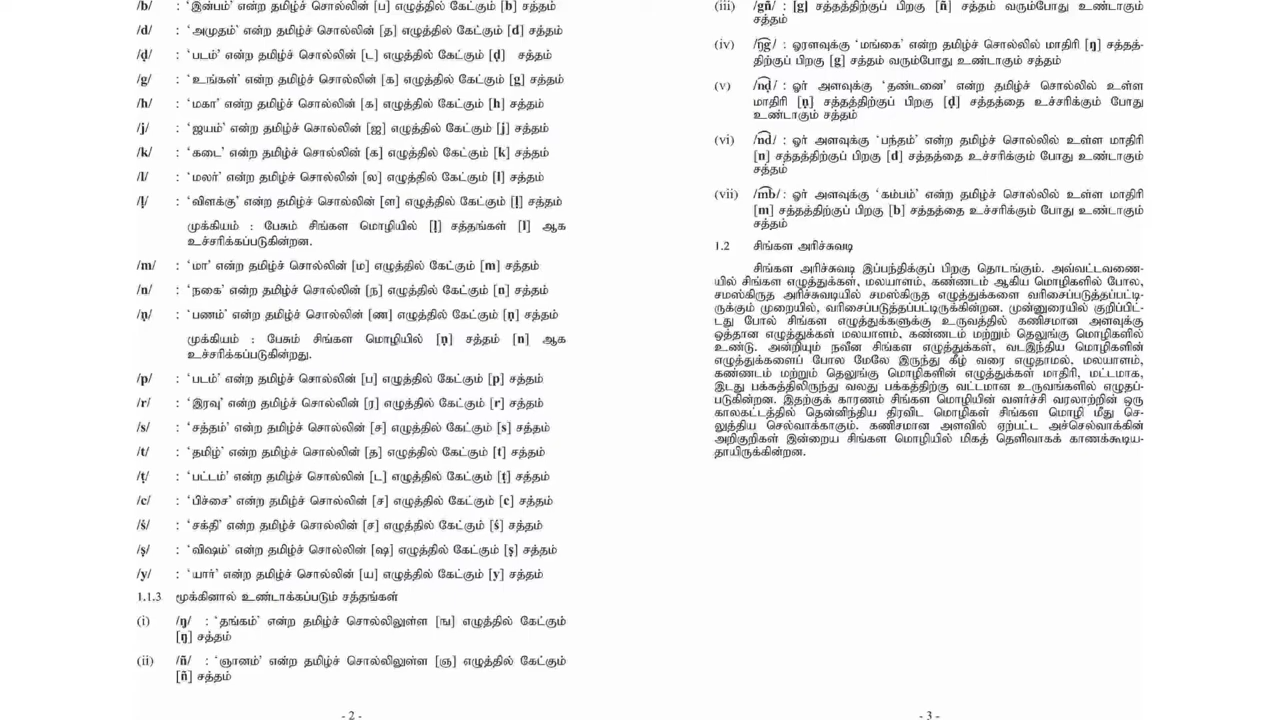 /b/ : ‘இன்பம்’ என்ற தமிழ்ச் சொல்லின் [ப] எழுத்தில் கேட்கும் [b] சத்தம்
/d/ : ‘அமுதம்’ என்ற தமிழ்ச் சொல்லின் [த] எழுத்தில் கேட்கும் [d] சத்தம்
/ḍ/ : ‘படம்’ என்ற தமிழ்ச் சொல்லின் [ட] எழுத்தில் கேட்கும் [ḍ] சத்தம்
/g/ : ‘உங்கள்’ என்ற தமிழ்ச் சொல்லின் [க] எழுத்தில் கேட்கும் [g] சத்தம்
/h/ : ‘மகா’ என்ற தமிழ்ச் சொல்லின் [க] எழுத்தில் கேட்கும் [h] சத்தம்
/j/ : ‘ஜயம்’ என்ற தமிழ்ச் சொல்லின் [ஜ] எழுத்தில் கேட்கும் [j] சத்தம்
/k/ : ‘கடை’ என்ற தமிழ்ச் சொல்லின் [க] எழுத்தில் கேட்கும் [k] சத்தம்
/l/ : ‘மலர்’ என்ற தமிழ்ச் சொல்லின் [ல] எழுத்தில் கேட்கும் [l] சத்தம்
/ḷ/ : ‘விளக்கு’ என்ற தமிழ்ச் சொல்லின் [ள] எழுத்தில் கேட்கும் [ḷ] சத்தம்
முக்கியம் : பேசும் சிங்கள மொழியில் [ḷ] சத்தங்கள் [l] ஆக
உச்சரிக்கப்படுகின்றன.
/m/ : ‘மா’ என்ற தமிழ்ச் சொல்லின் [ம] எழுத்தில் கேட்கும் [m] சத்தம்
/n/ : ‘நகை’ என்ற தமிழ்ச் சொல்லின் [ந] எழுத்தில் கேட்கும் [n] சத்தம்
/ṇ/ : ‘பணம்’ என்ற தமிழ்ச் சொல்லின் [ண] எழுத்தில் கேட்கும் [ṇ] சத்தம்
முக்கியம் : பேசும் சிங்கள மொழியில் [ṇ] சத்தம் [n] ஆக
உச்சரிக்கப்படுகின்றது.
/p/ : ‘படம்’ என்ற தமிழ்ச் சொல்லின் [ப] எழுத்தில் கேட்கும் [p] சத்தம்
/r/ : ‘இரவு’ என்ற தமிழ்ச் சொல்லின் [ர] எழுத்தில் கேட்கும் [r] சத்தம்
/s/ : ‘சத்தம்’ என்ற தமிழ்ச் சொல்லின் [ச] எழுத்தில் கேட்கும் [s] சத்தம்
/t/ : ‘தமிழ்’ என்ற தமிழ்ச் சொல்லின் [த] எழுத்தில் கேட்கும் [t] சத்தம்
/ṭ/ : ‘பட்டம்’ என்ற தமிழ்ச் சொல்லின் [ட] எழுத்தில் கேட்கும் [ṭ] சத்தம்
/c/ : ‘பிச்சை’ என்ற தமிழ்ச் சொல்லின் [ச] எழுத்தில் கேட்கும் [c] சத்தம்
/ś/ : ‘சக்தி’ என்ற தமிழ்ச் சொல்லின் [ச] எழுத்தில் கேட்கும் [ś] சத்தம்
/ş/ : ‘விஷம்’ என்ற தமிழ்ச் சொல்லின் [ஷ] எழுத்தில் கேட்கும் [ş] சத்தம்
/y/ : ‘யார்’ என்ற தமிழ்ச் சொல்லின் [ய] எழுத்தில் கேட்கும் [y] சத்தம்
1.1.3 மூக்கினால் உண்டாக்கப்படும் சத்தங்கள்
(i) /ŋ/ : ‘தங்கம்’ என்ற தமிழ்ச் சொல்லிலுள்ள [ங] எழுத்தில் கேட்கும்
[ŋ] சத்தம்
(ii) /ñ/ : ‘ஞானம்’ என்ற தமிழ்ச் சொல்லிலுள்ள [ஞ] எழுத்தில் கேட்கும்
[ñ] சத்தம்
- 2 -
(iii) /gñ/ : [g] சத்தத்திற்குப் பிறகு [ñ] சத்தம் வரும்போது உண்டாகும்
சத்தம்
(iv) /ŋ͡g/ : ஓரளவுக்கு ‘மங்கை’ என்ற தமிழ்ச் சொல்லில் மாதிரி [ŋ] சத்தத்-
திற்குப் பிறகு [g] சத்தம் வரும்போது உண்டாகும் சத்தம்
(v) /n͡ḍ/ : ஓர் அளவுக்கு ‘தண்டனை’ என்ற தமிழ்ச் சொல்லில் உள்ள
மாதிரி [ṇ] சத்தத்திற்குப் பிறகு [ḍ] சத்தத்தை உச்சரிக்கும் போது
உண்டாகும் சத்தம்
(vi) /n͡d/ : ஓர் அளவுக்கு ‘பந்தம்’ என்ற தமிழ்ச் சொல்லில் உள்ள மாதிரி
[n] சத்தத்திற்குப் பிறகு [d] சத்தத்தை உச்சரிக்கும் போது உண்டாகும்
சத்தம்
(vii) /m͡b/ : ஓர் அளவுக்கு ‘கம்பம்’ என்ற தமிழ்ச் சொல்லில் உள்ள மாதிரி
[m] சத்தத்திற்குப் பிறகு [b] சத்தத்தை உச்சரிக்கும் போது உண்டாகும்
சத்தம்
1.2 சிங்கள அரிச்சுவடி
சிங்கள அரிச்சுவடி இப்பந்திக்குப் பிறகு தொடங்கும். அவ்வட்டவணை-
யில் சிங்கள எழுத்துக்கள், மலயாளம், கண்ணடம் ஆகிய மொழிகளில் போல,
சமஸ்கிருத அரிச்சுவடியில் சமஸ்கிருத எழுத்துக்களை வரிசைப்படுத்தப்பட்டி-
ருக்கும் முறையில், வரிசைப்படுத்தப்பட்டிருக்கின்றன. முன்னுரையில் குறிப்பிட்-
டது போல் சிங்கள எழுத்துக்களுக்கு உருவத்தில் கணிசமான அளவுக்கு
ஒத்தான எழுத்துக்கள் மலயாளம், கண்டடம் மற்றும் தெலுங்கு மொழிகளில்
உண்டு. அன்றியும் நவீன சிங்கள எழுத்துக்கள், வடஇந்திய மொழிகளின்
எழுத்துக்களைப் போல மேலே இருந்து கீழ் வரை எழுதாமல், மலயாளம்,
கண்ணடம் மற்றும் தெலுங்கு மொழிகளின் எழுத்துக்கள் மாதிரி, மட்டமாக,
இடது பக்கத்திலிருந்து வலது பக்கத்திற்கு வட்டமான உருவங்களில் எழுதப்-
படுகின்றன. இதற்குக் காரணம் சிங்கள மொழியின் வளர்ச்சி வரலாற்றின் ஒரு
காலகட்டத்தில் தென்னிந்திய திரவிட மொழிகள் சிங்கள மொழி மீது செ-
லுத்திய செல்வாக்காகும். கணிசமான அளவில் ஏற்பட்ட அச்செல்வாக்கின்
அறிகுறிகள் இன்றைய சிங்கள மொழியில் மிகத் தெளிவாகக் காணக்கூடிய-
தாயிருக்கின்றன.
- 3 -